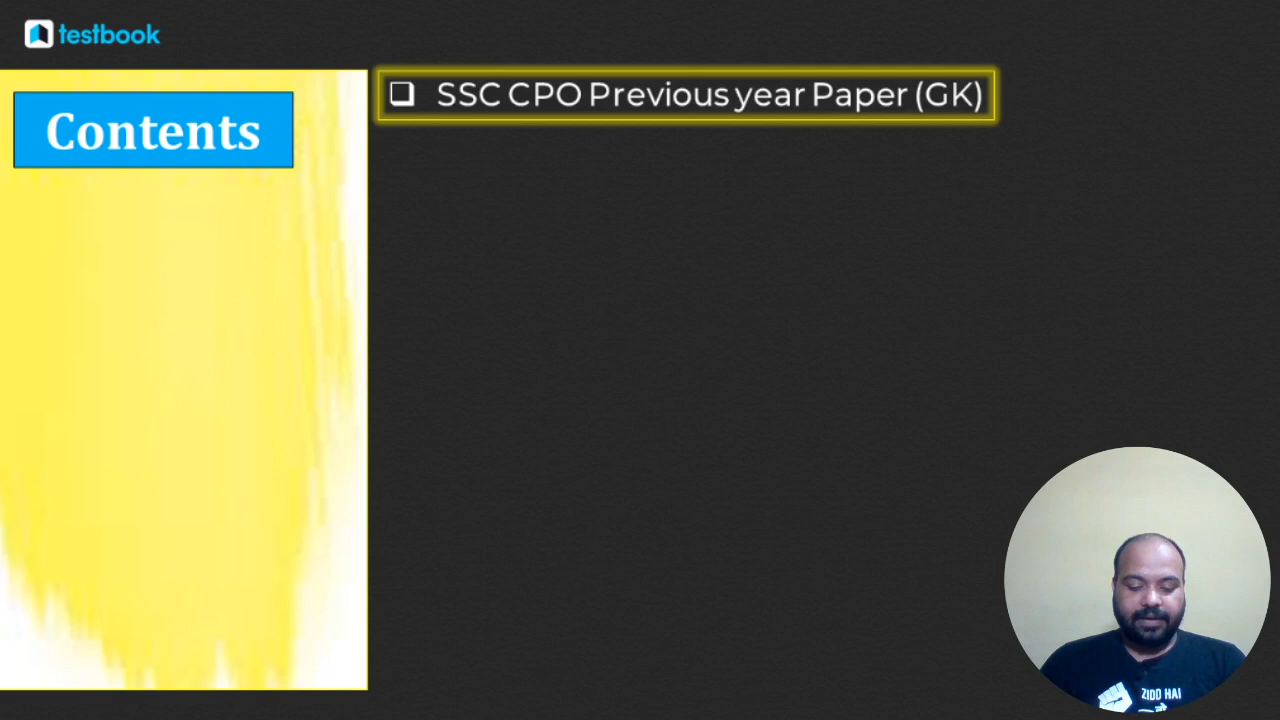 testbook
Contents
❑ SSC CPO Previous year Paper (GK)
ZIDD HAI